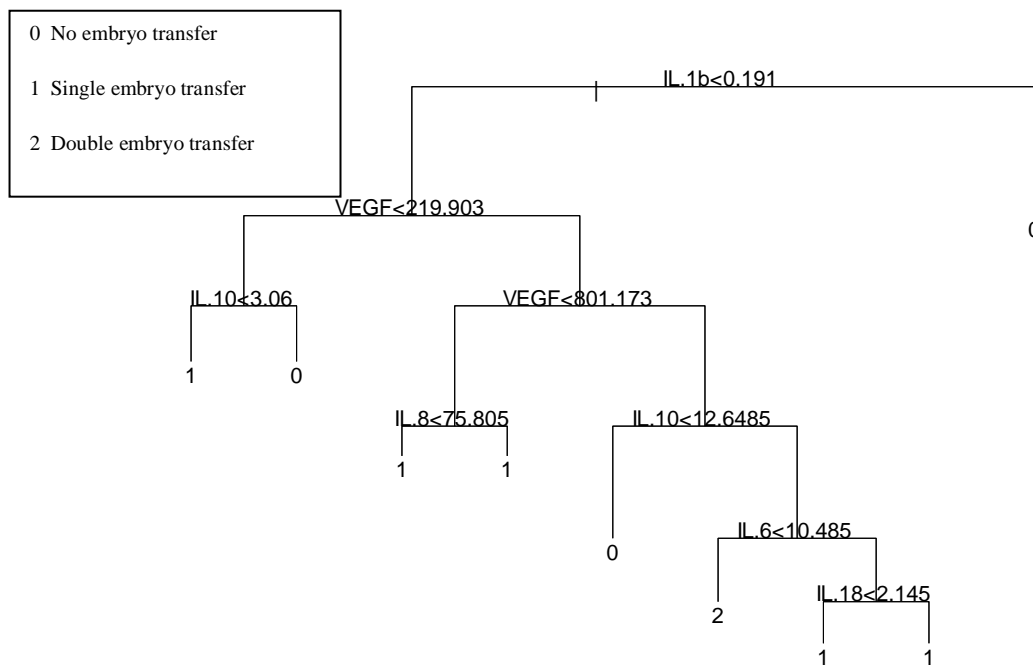 0 No embryo transfer
1 Single embryo transfer
2 Double embryo transfer
IL.1b<0.191
VEGF<219.903
0
IL.10<3.06
VEGF<801.173
1
0
IL.8<75.805
IL.10<12.6485
1
1
IL.6<10.485
0
IL.18<2.145
2
1
1